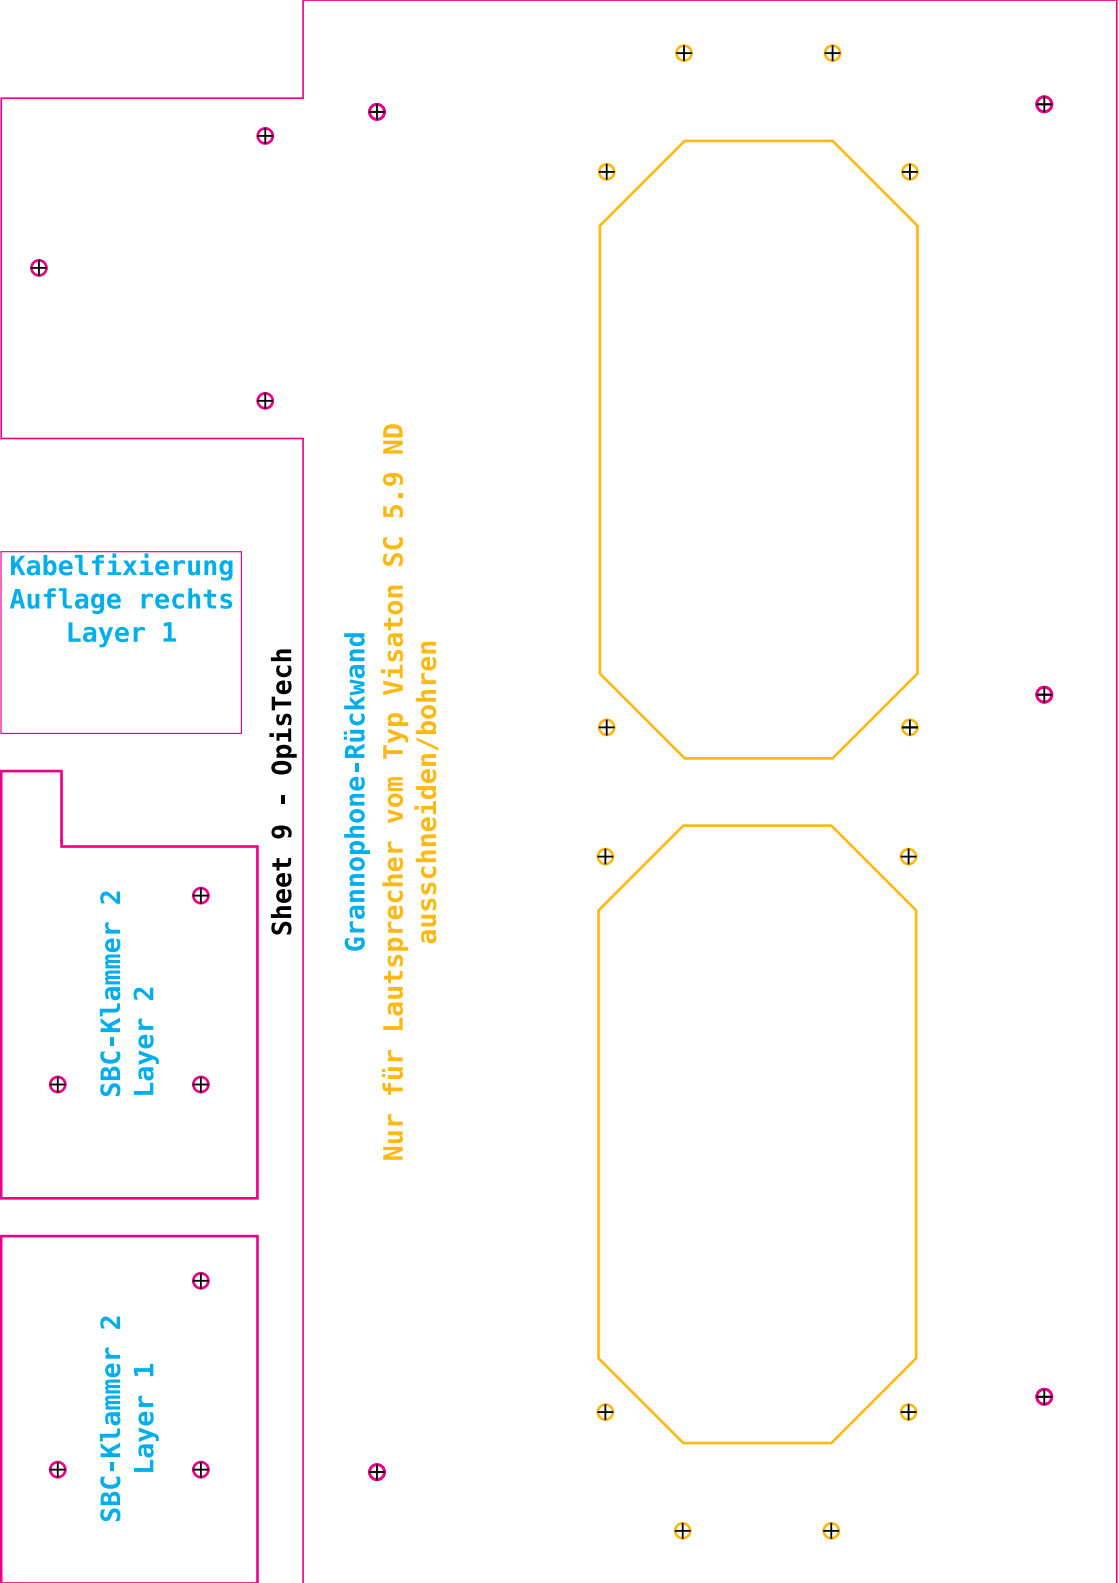 Kabelfixierung
Auflage rechts
Layer 1
SBC-Klammer 2
Layer 2
SBC-Klammer 2
Layer 1
Sheet 9 - OpisTech
Grannophone-Rückwand
Nur für Lautsprecher vom Typ Visaton SC 5.9 ND
ausschneiden/bohren